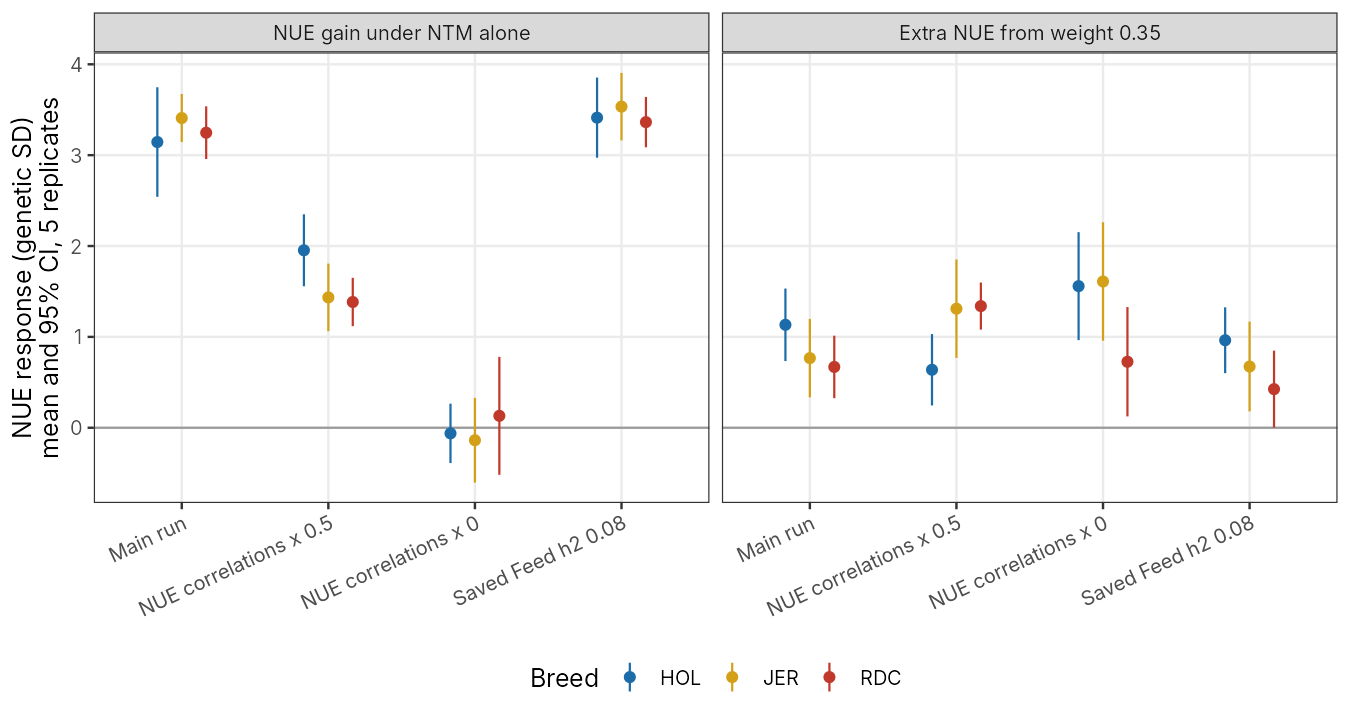 NUE gain under NTM alone
Extra NUE from weight 0.35
NUE response (genetic SD)
mean and 95% CI, 5 replicates
4
3
2
1
0
Main run
NUE correlations x 0.5
NUE correlations x 0
Saved Feed h2 0.08
Main run
NUE correlations x 0.5
NUE correlations x 0
Saved Feed h2 0.08
Breed HOL JER RDC